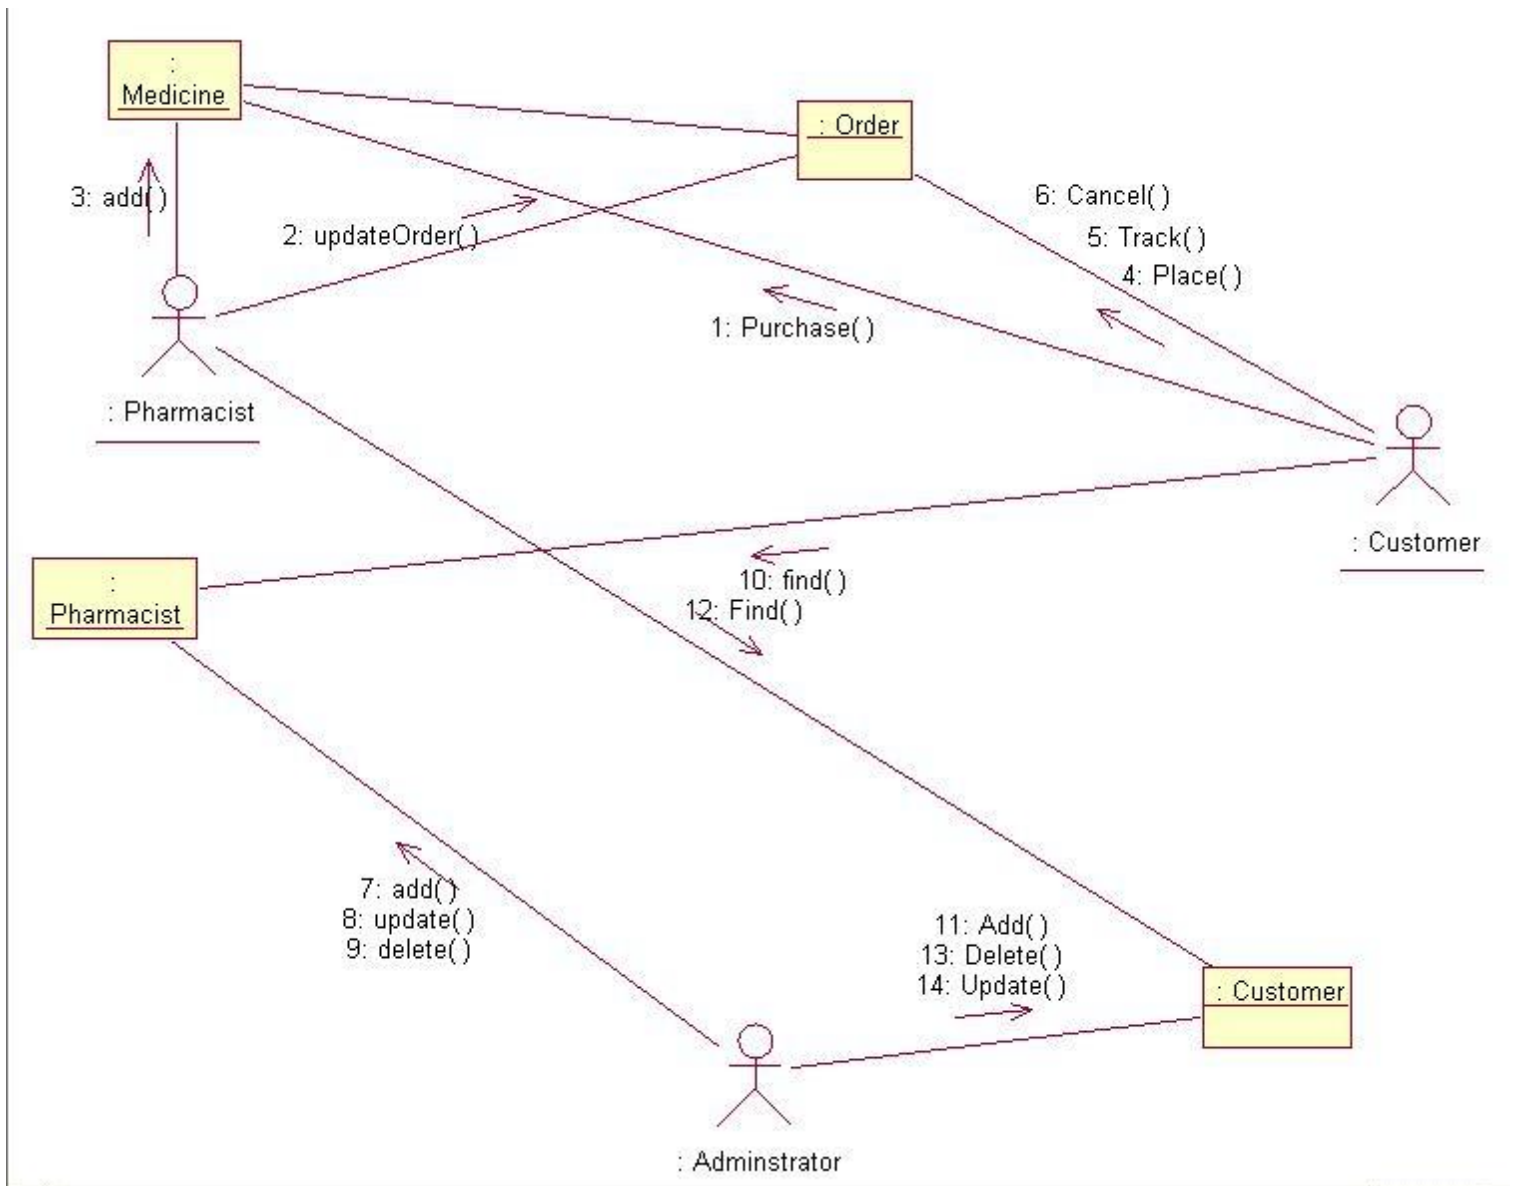 :
Medicine
: Order
3: add( )
6: Cancel( )
2: updateOrder( )
5: Track( )
4: Place( )
1: Purchase( )
: Pharmacist
: Customer
:
Pharmacist
10: find( )
12: Find( )
7: add( )
8: update( )
9: delete( )
11: Add( )
13: Delete( )
14: Update( )
: Customer
: Adminstrator